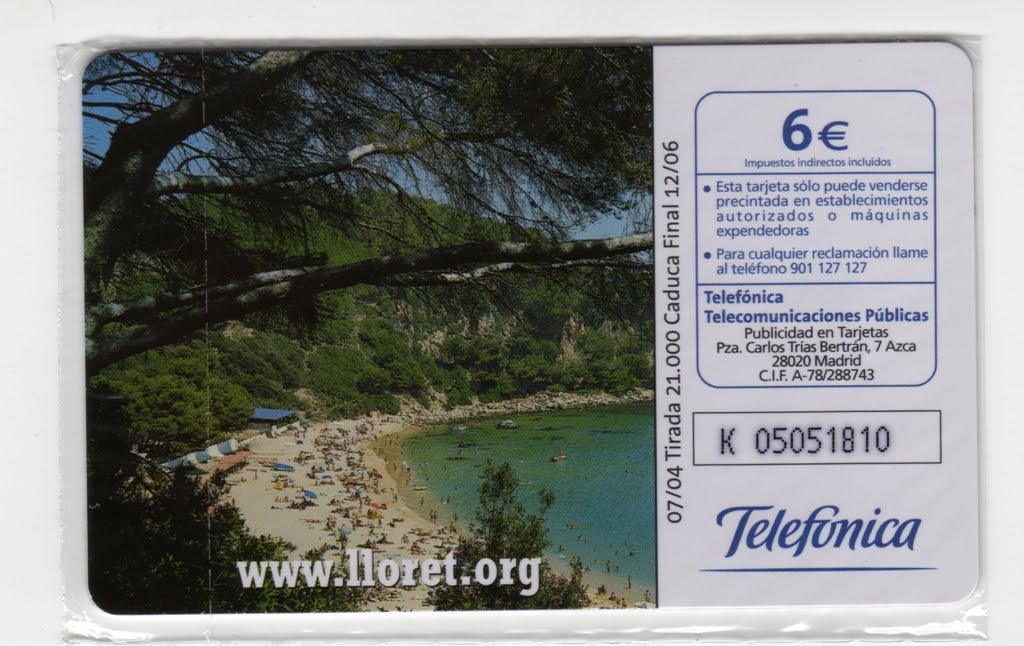 www.lloret.org
07/04 Tirada 21.000 Caduca Final 12/06
6€
Impuestos indirectos incluidos
• Esta tarjeta sólo puede venderse
precintada en establecimientos
autorizados o máquinas
expendedoras
• Para cualquier reclamación llame
al teléfono 901 127 127
Telefónica
Telecomunicaciones Públicas
Publicidad en Tarjetas
Pza. Carlos Trías Bertrán, 7 Azca
28020 Madrid
C.I.F. A-78/288743
K 05051810
Telefónica